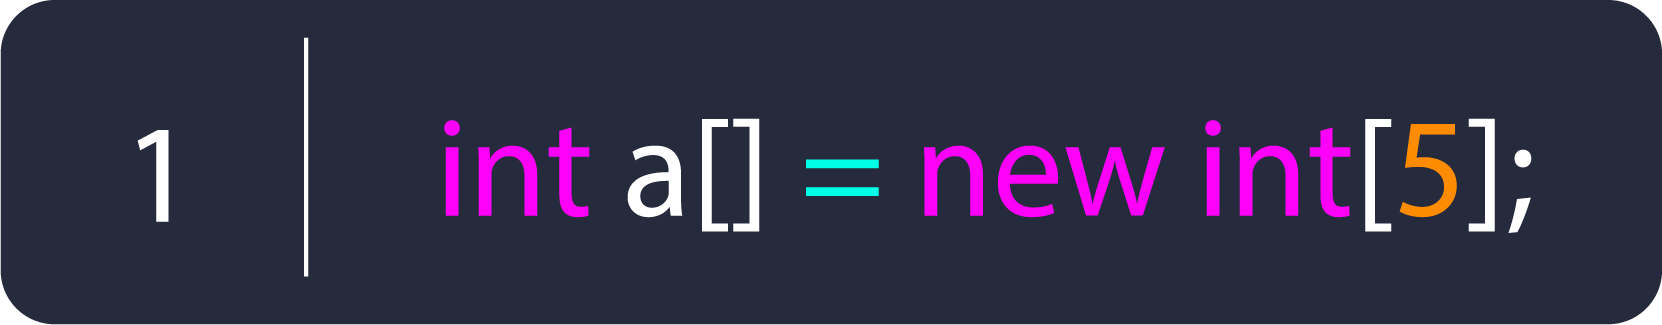 1 int a[] = new int[5];